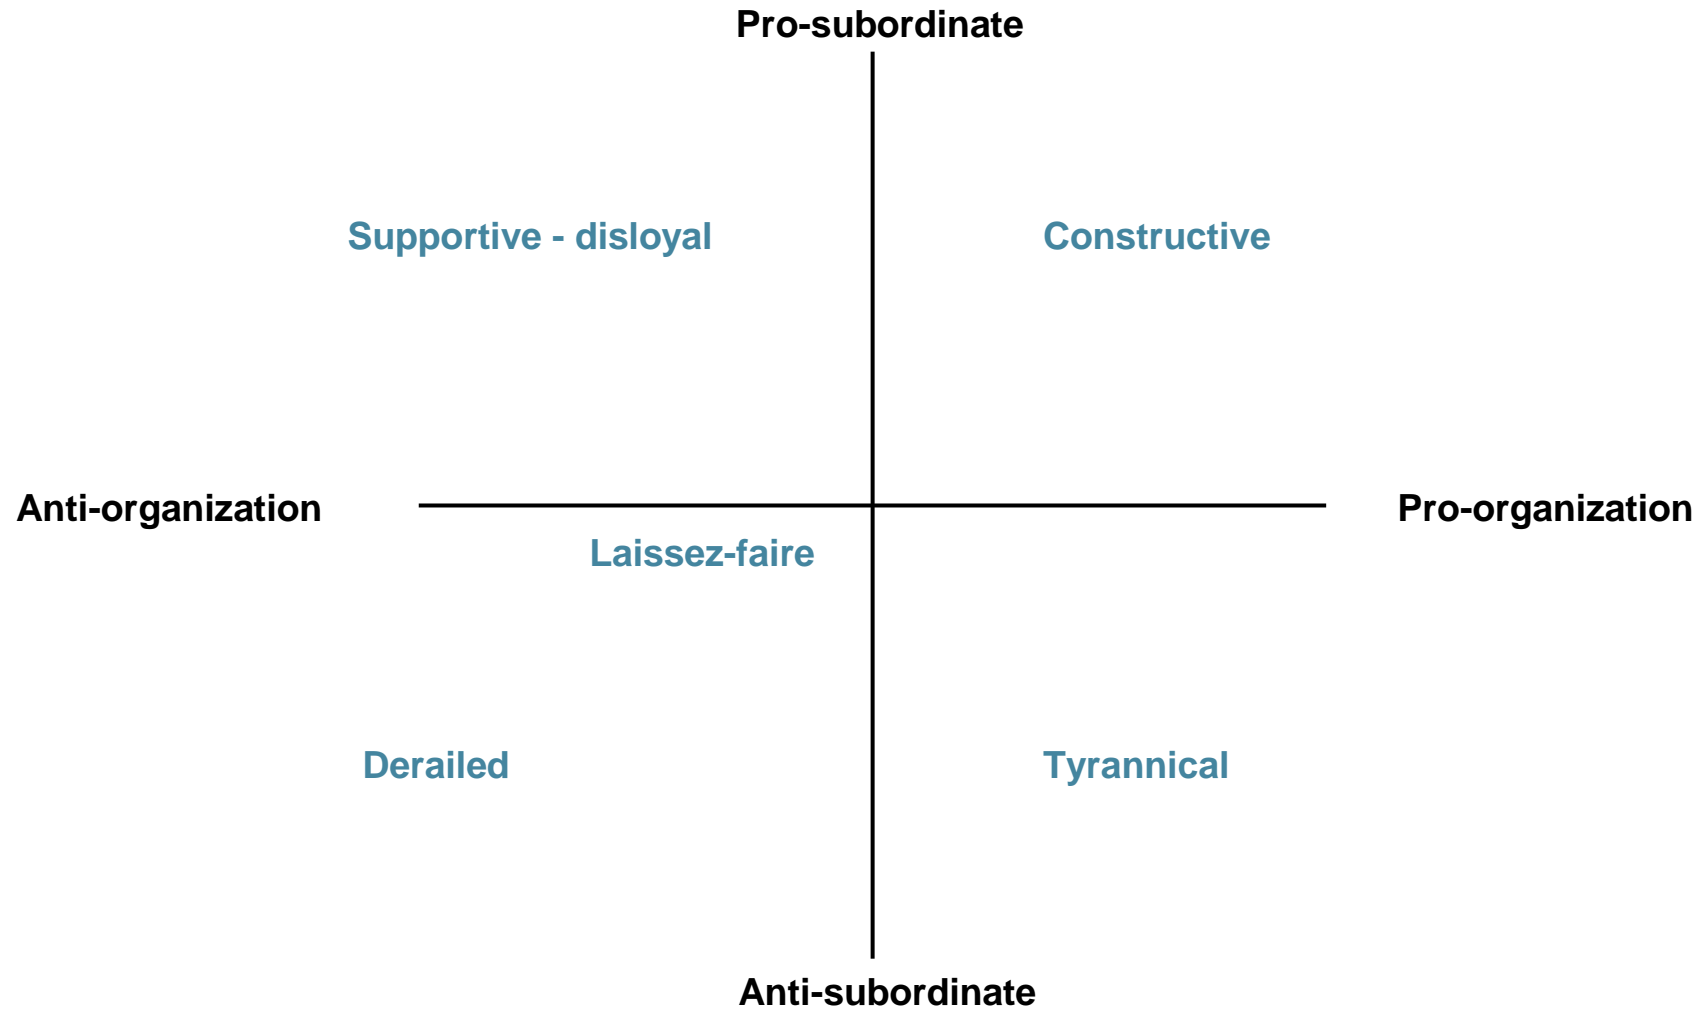 Pro-subordinate
Supportive - disloyal
Constructive
Anti-organization
Pro-organization
Laissez-faire
Derailed
Tyrannical
Anti-subordinate